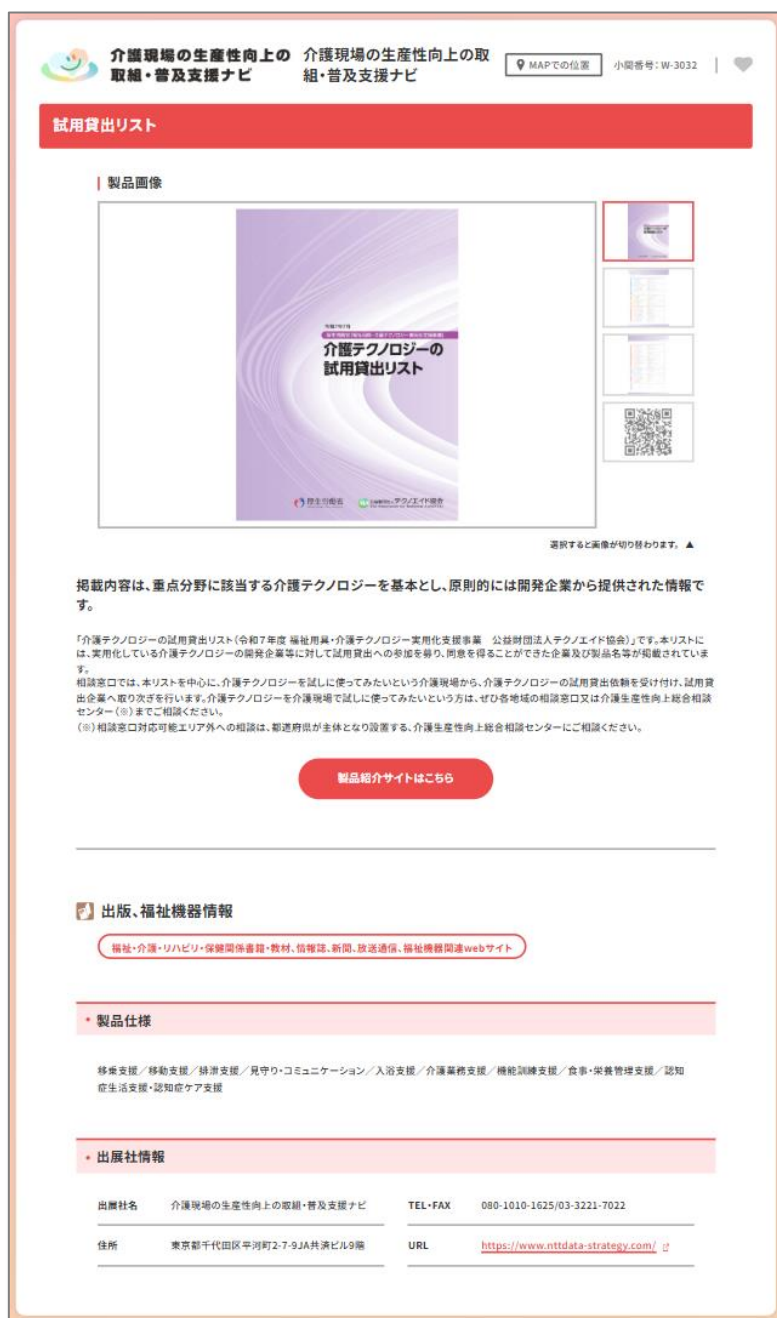 介護現場の生産性向上の
取組・普及支援ナビ
介護現場の生産性向上の取
組・普及支援ナビ
MAPでの位置
小間番号：W-3032
試用貸出リスト
製品画像
介護テクノロジーの
試用貸出リスト
厚生労働省
テクノエイド協会
選択すると画像が切り替わります。 ▲
掲載内容は、重点分野に該当する介護テクノロジーを基本とし、原則的には開発企業から提供された情報で
す。
「介護テクノロジーの試用貸出リスト（令和７年度 福祉用具・介護テクノロジー実用化支援事業　公益財団法人テクノエイド協会）」です。本リストに
は、実用化している介護テクノロジーの開発企業等に対して試用貸出への参加を募り、同意を得ることができた企業及び製品名等が掲載されていま
す。
相談窓口では、本リストを中心に、介護テクノロジーを試しに使ってみたいという介護現場から、介護テクノロジーの試用貸出依頼を受け付け、試用貸
出企業へ取り次ぎを行います。介護テクノロジーを介護現場で試しに使ってみたいという方は、ぜひ各地域の相談窓口又は介護生産性向上総合相談
センター（※）までご相談ください。
（※）相談窓口対応可能エリア外への相談は、都道府県が主体となり設置する、介護生産性向上総合相談センターにご相談ください。
製品紹介サイトはこちら
出版、福祉機器情報
福祉・介護・リハビリ・保健関係書籍・教材、情報誌、新聞、放送通信、福祉機器関連webサイト
製品仕様
移乗支援／移動支援／排泄支援／見守り・コミュニケーション／入浴支援／介護業務支援／機能訓練支援／食事・栄養管理支援／認知
症生活支援・認知症ケア支援
出展社情報
出展社名 介護現場の生産性向上の取組・普及支援ナビ TEL・FAX 080-1010-1625/03-3221-7022
住所 東京都千代田区平河町2-7-9JA共済ビル9階 URL https://www.nttdata-strategy.com/